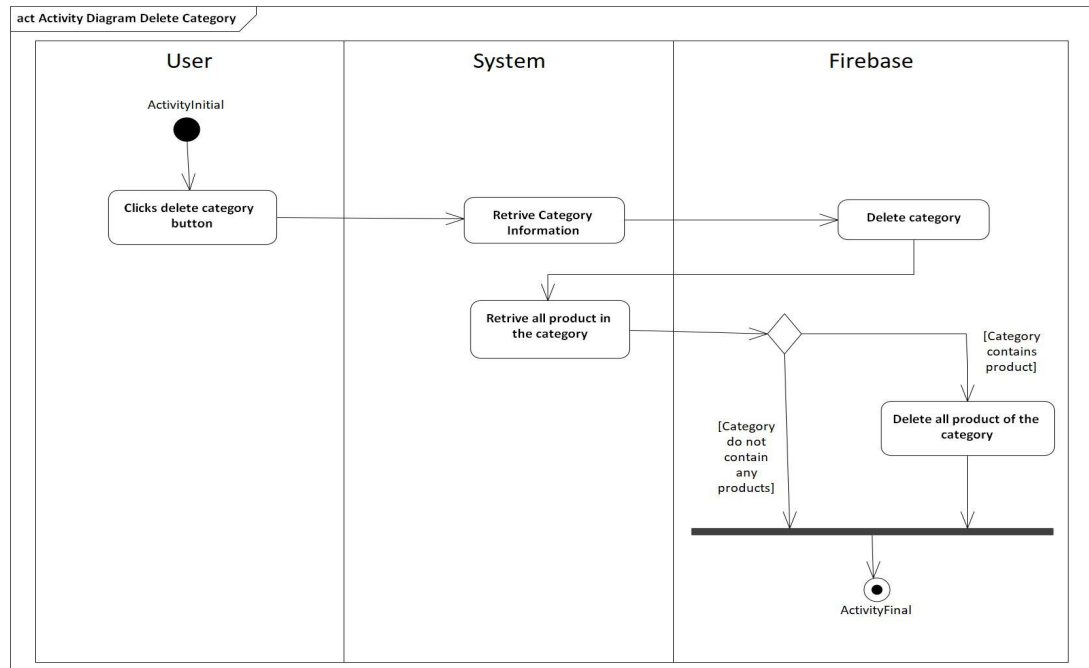 act Activity Diagram Delete Category
User
System
Firebase
ActivityInitial
Clicks delete category
button
Retrive Category
Information
Delete category
Retrive all product in
the category
[Category
contains
product]
Delete all product of the
category
[Category
do not
contain
any
products]
ActivityFinal